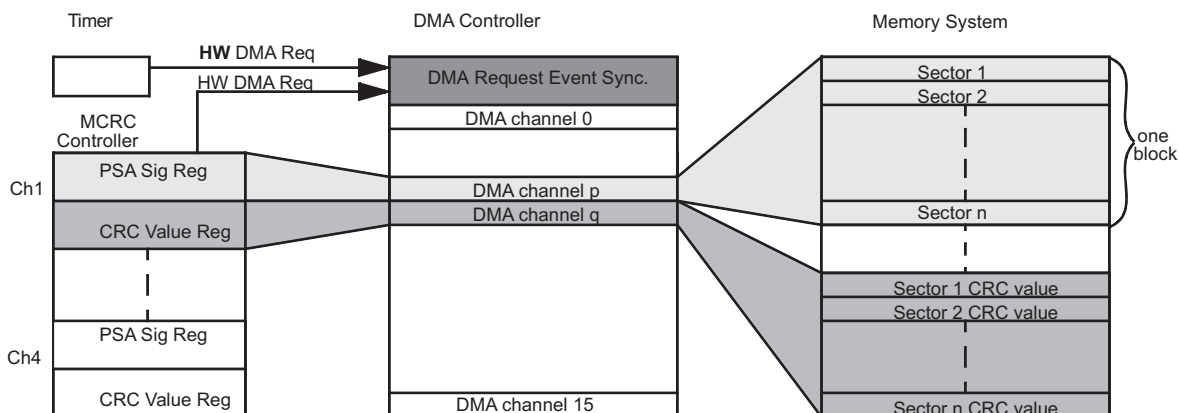 Timer
DMA Controller
Memory System
HW DMA Req
HW DMA Req
DMA Request Event Sync.
DMA channel 0
Sector 1
Sector 2
one
block
MCRC
Controller
Ch1
PSA Sig Reg
DMA channel p
CRC Value Reg
DMA channel q
Sector n
Sector 1 CRC value
Sector 2 CRC value
PSA Sig Reg
Ch4
CRC Value Reg
DMA channel 15
Sector n CRC value